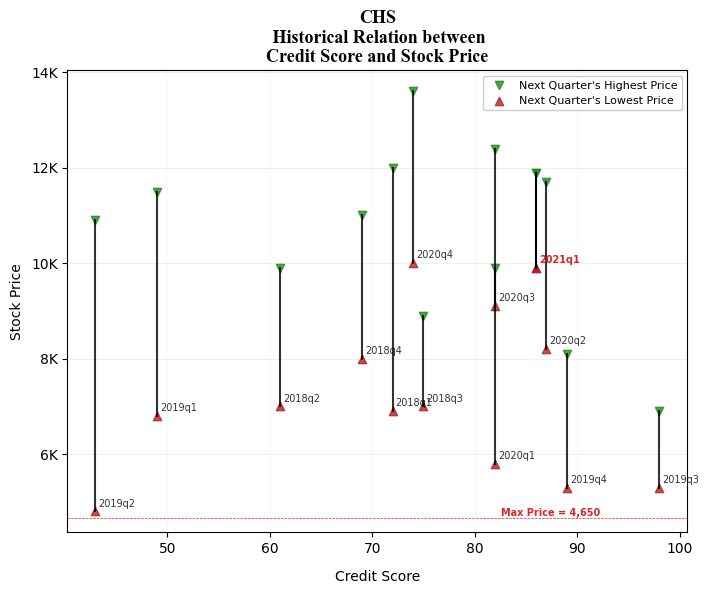 CHS
Historical Relation between
Credit Score and Stock Price
14K
12K
10K
8K
6K
Stock Price
Next Quarter's Highest Price
Next Quarter's Lowest Price
2020q4
2021q1
2020q3
2018q4
2020q2
2019q1
2018q2
2018q1
2018q3
2020q1
2019q4
2019q3
2019q2
Max Price = 4,650
50
60
70
80
90
100
Credit Score